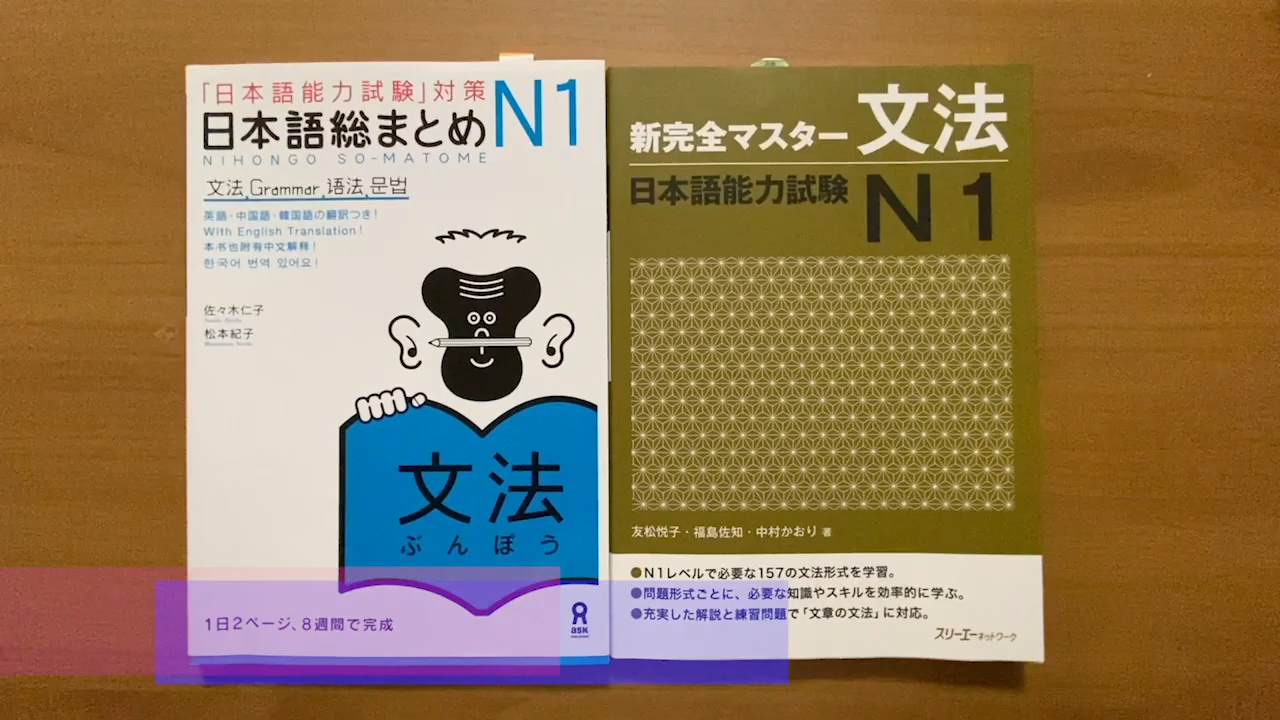 「日本語能力試験」対策
日本語総まとめ N1
NIHONGO SO-MATOME
文法 Grammar 语法 문법
英語・中国語・韓国語の翻訳つき!
With English Translation!
本书也附有中文解释!
한국어 번역 있어요!
佐々木仁子
松本紀子
文法
ぶんぽう
1日2ページ、8週間で完成
ask
新完全マスター 文法
日本語能力試験 N1
友松悦子・福島佐知・中村かおり 著
●N1レベルで必要な157の文法形式を学習。
●問題形式ごとに、必要な知識やスキルを効率的に学ぶ。
●充実した解説と練習問題で「文章の文法」に対応。
スリーエーネットワーク